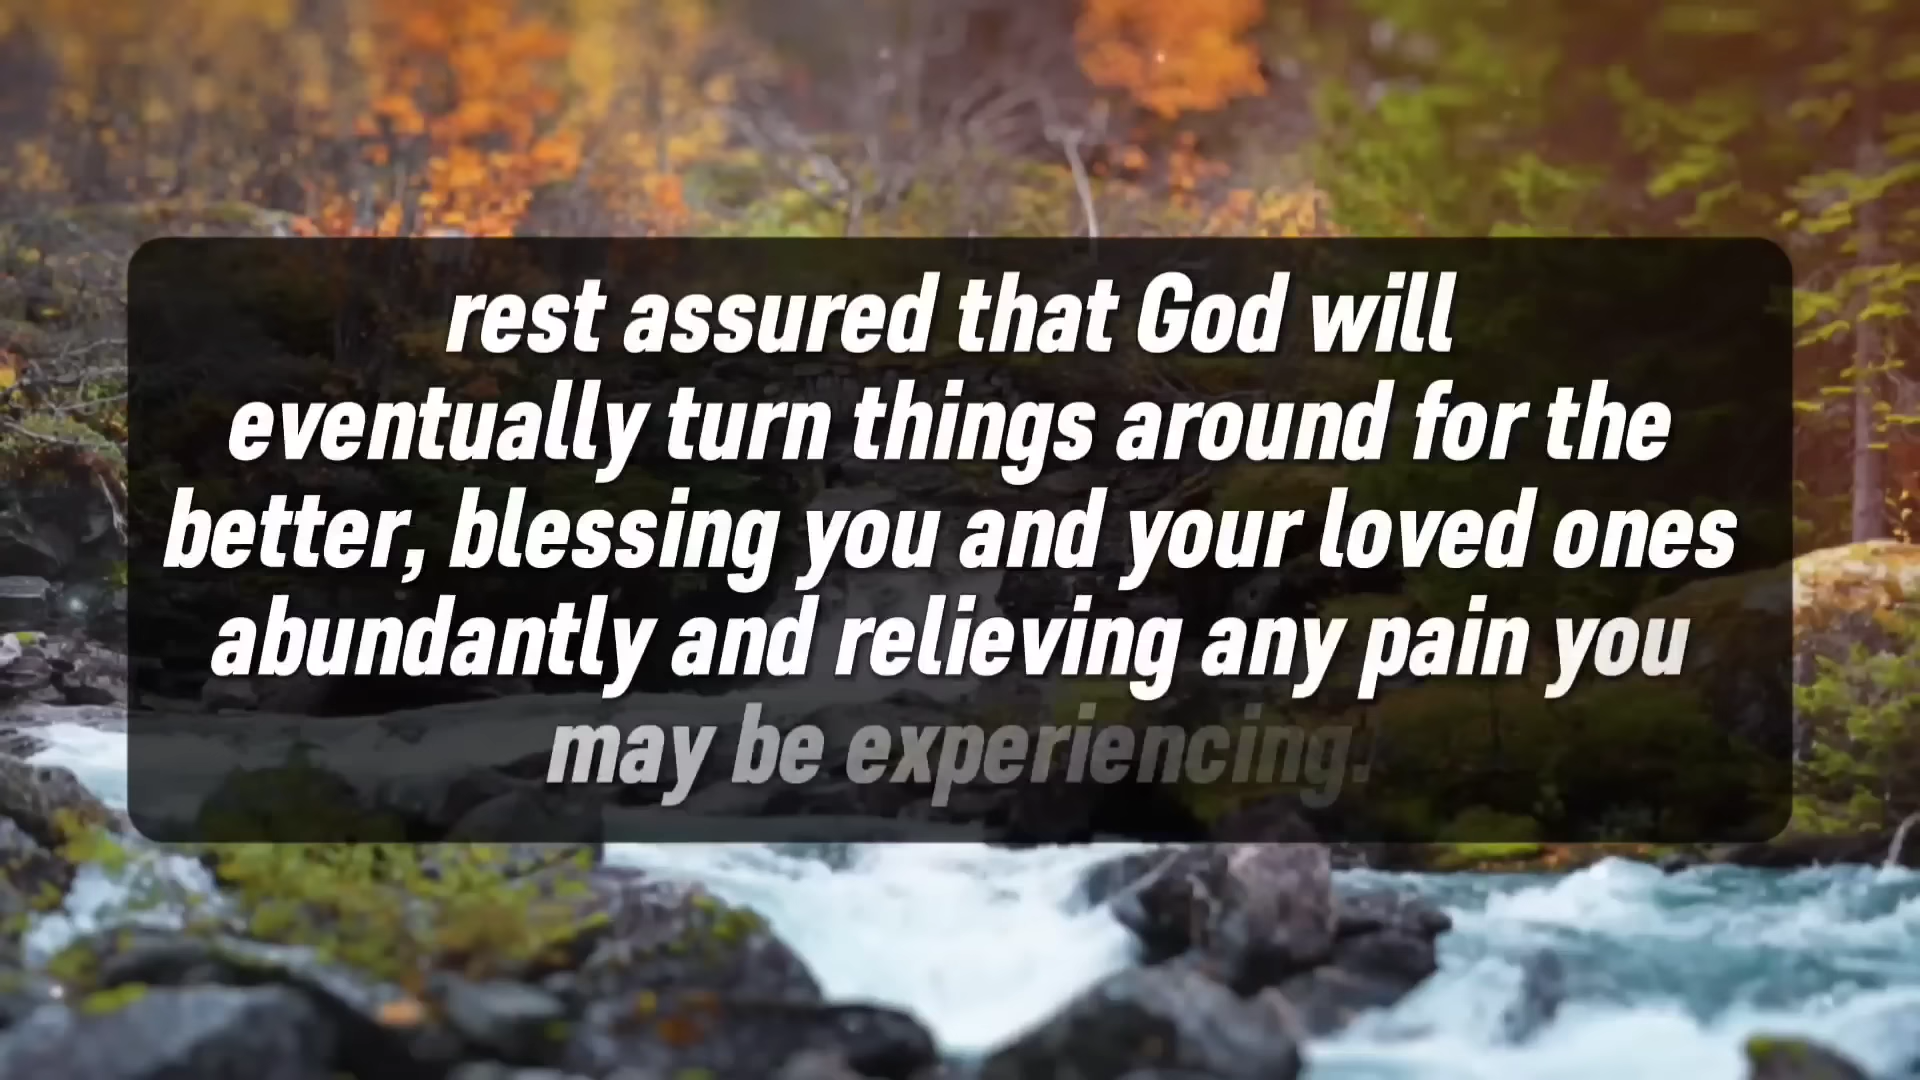 rest assured that God will
eventually turn things around for the
better, blessing you and your loved ones
abundantly and relieving any pain you
may be experiencing.